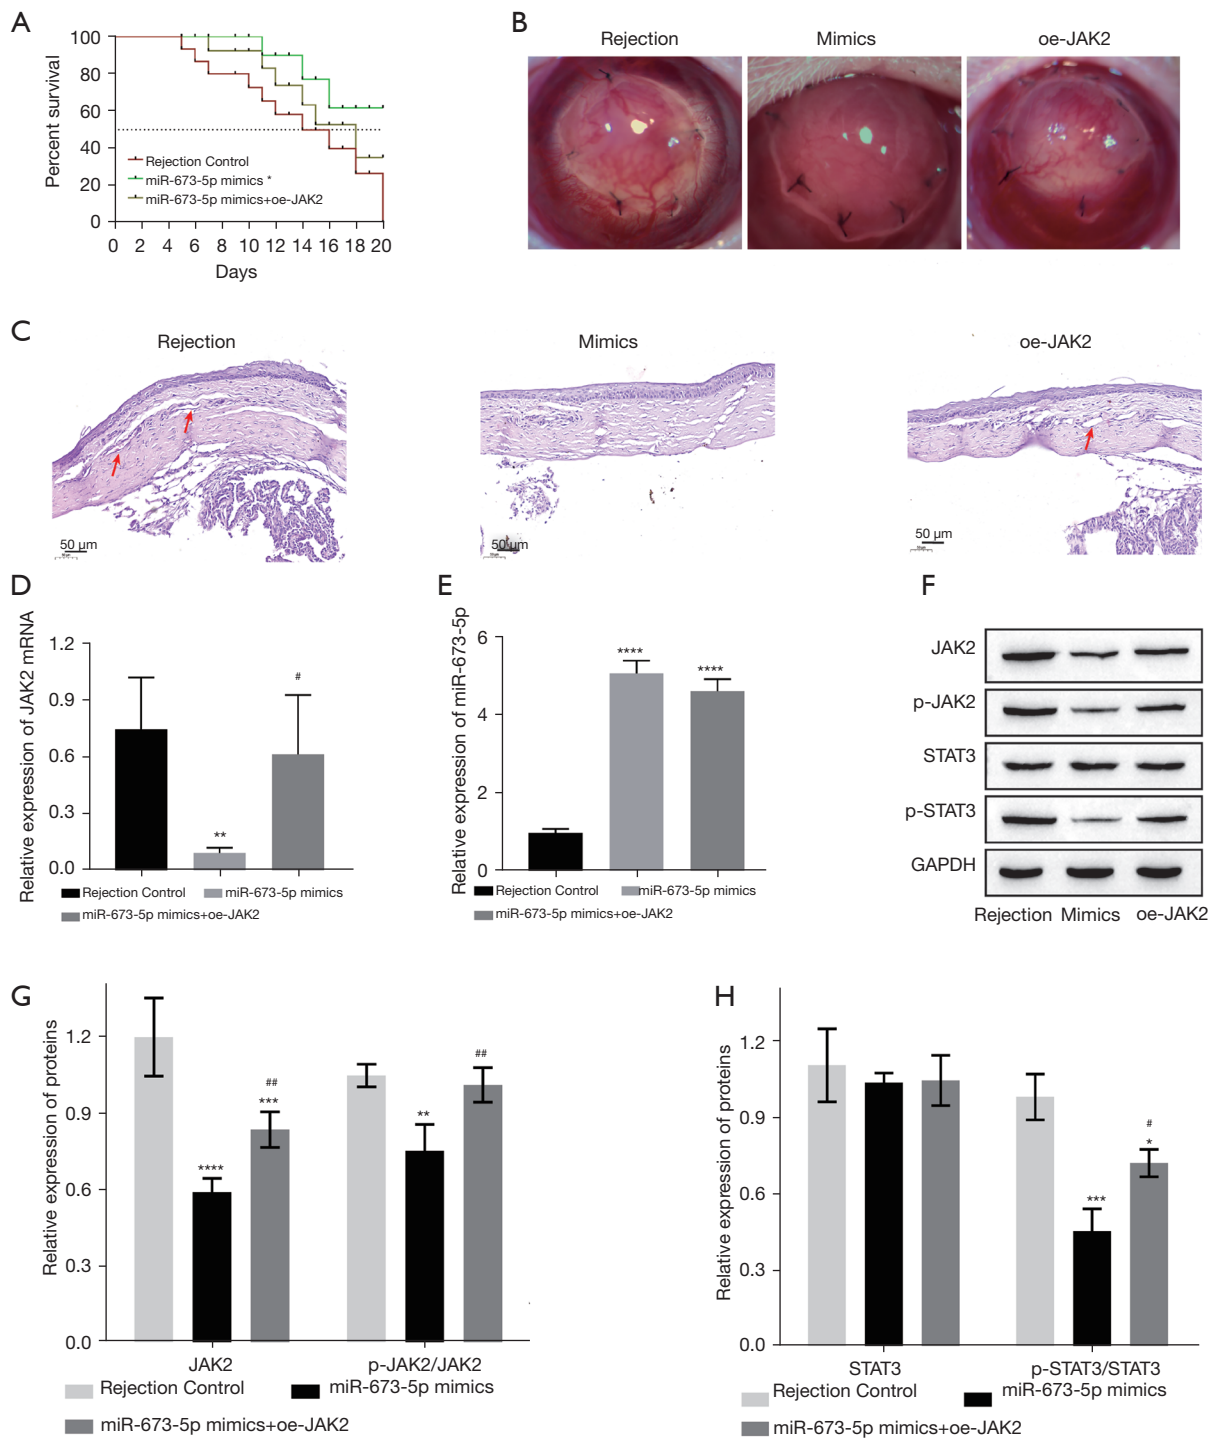 A
100
80
60
40
20
0
Percent survival
Rejection Control
miR-673-5p mimics *
miR-673-5p mimics+oe-JAK2
0 2 4 6 8 10 12 14 16 18 20
Days
B
Rejection Mimics oe-JAK2
C
Rejection Mimics oe-JAK2
50 μm 50 μm 50 μm
D
Relative expression of JAK2 mRNA
1.2
0.9
0.6
0.3
0.0
** #
Rejection Control miR-673-5p mimics
miR-673-5p mimics+oe-JAK2
E
Relative expression of miR-673-5p
6
4
2
0
**** ****
Rejection Control miR-673-5p mimics
miR-673-5p mimics+oe-JAK2
F
JAK2
p-JAK2
STAT3
p-STAT3
GAPDH
Rejection Mimics oe-JAK2
G
Relative expression of proteins
1.2
0.9
0.6
0.3
0.0
##
****
***
##
**
JAK2 p-JAK2/JAK2
Rejection Control miR-673-5p mimics
miR-673-5p mimics+oe-JAK2
H
Relative expression of proteins
1.2
0.9
0.6
0.3
0.0
#
*
***
STAT3 p-STAT3/STAT3
Rejection Control miR-673-5p mimics
miR-673-5p mimics+oe-JAK2